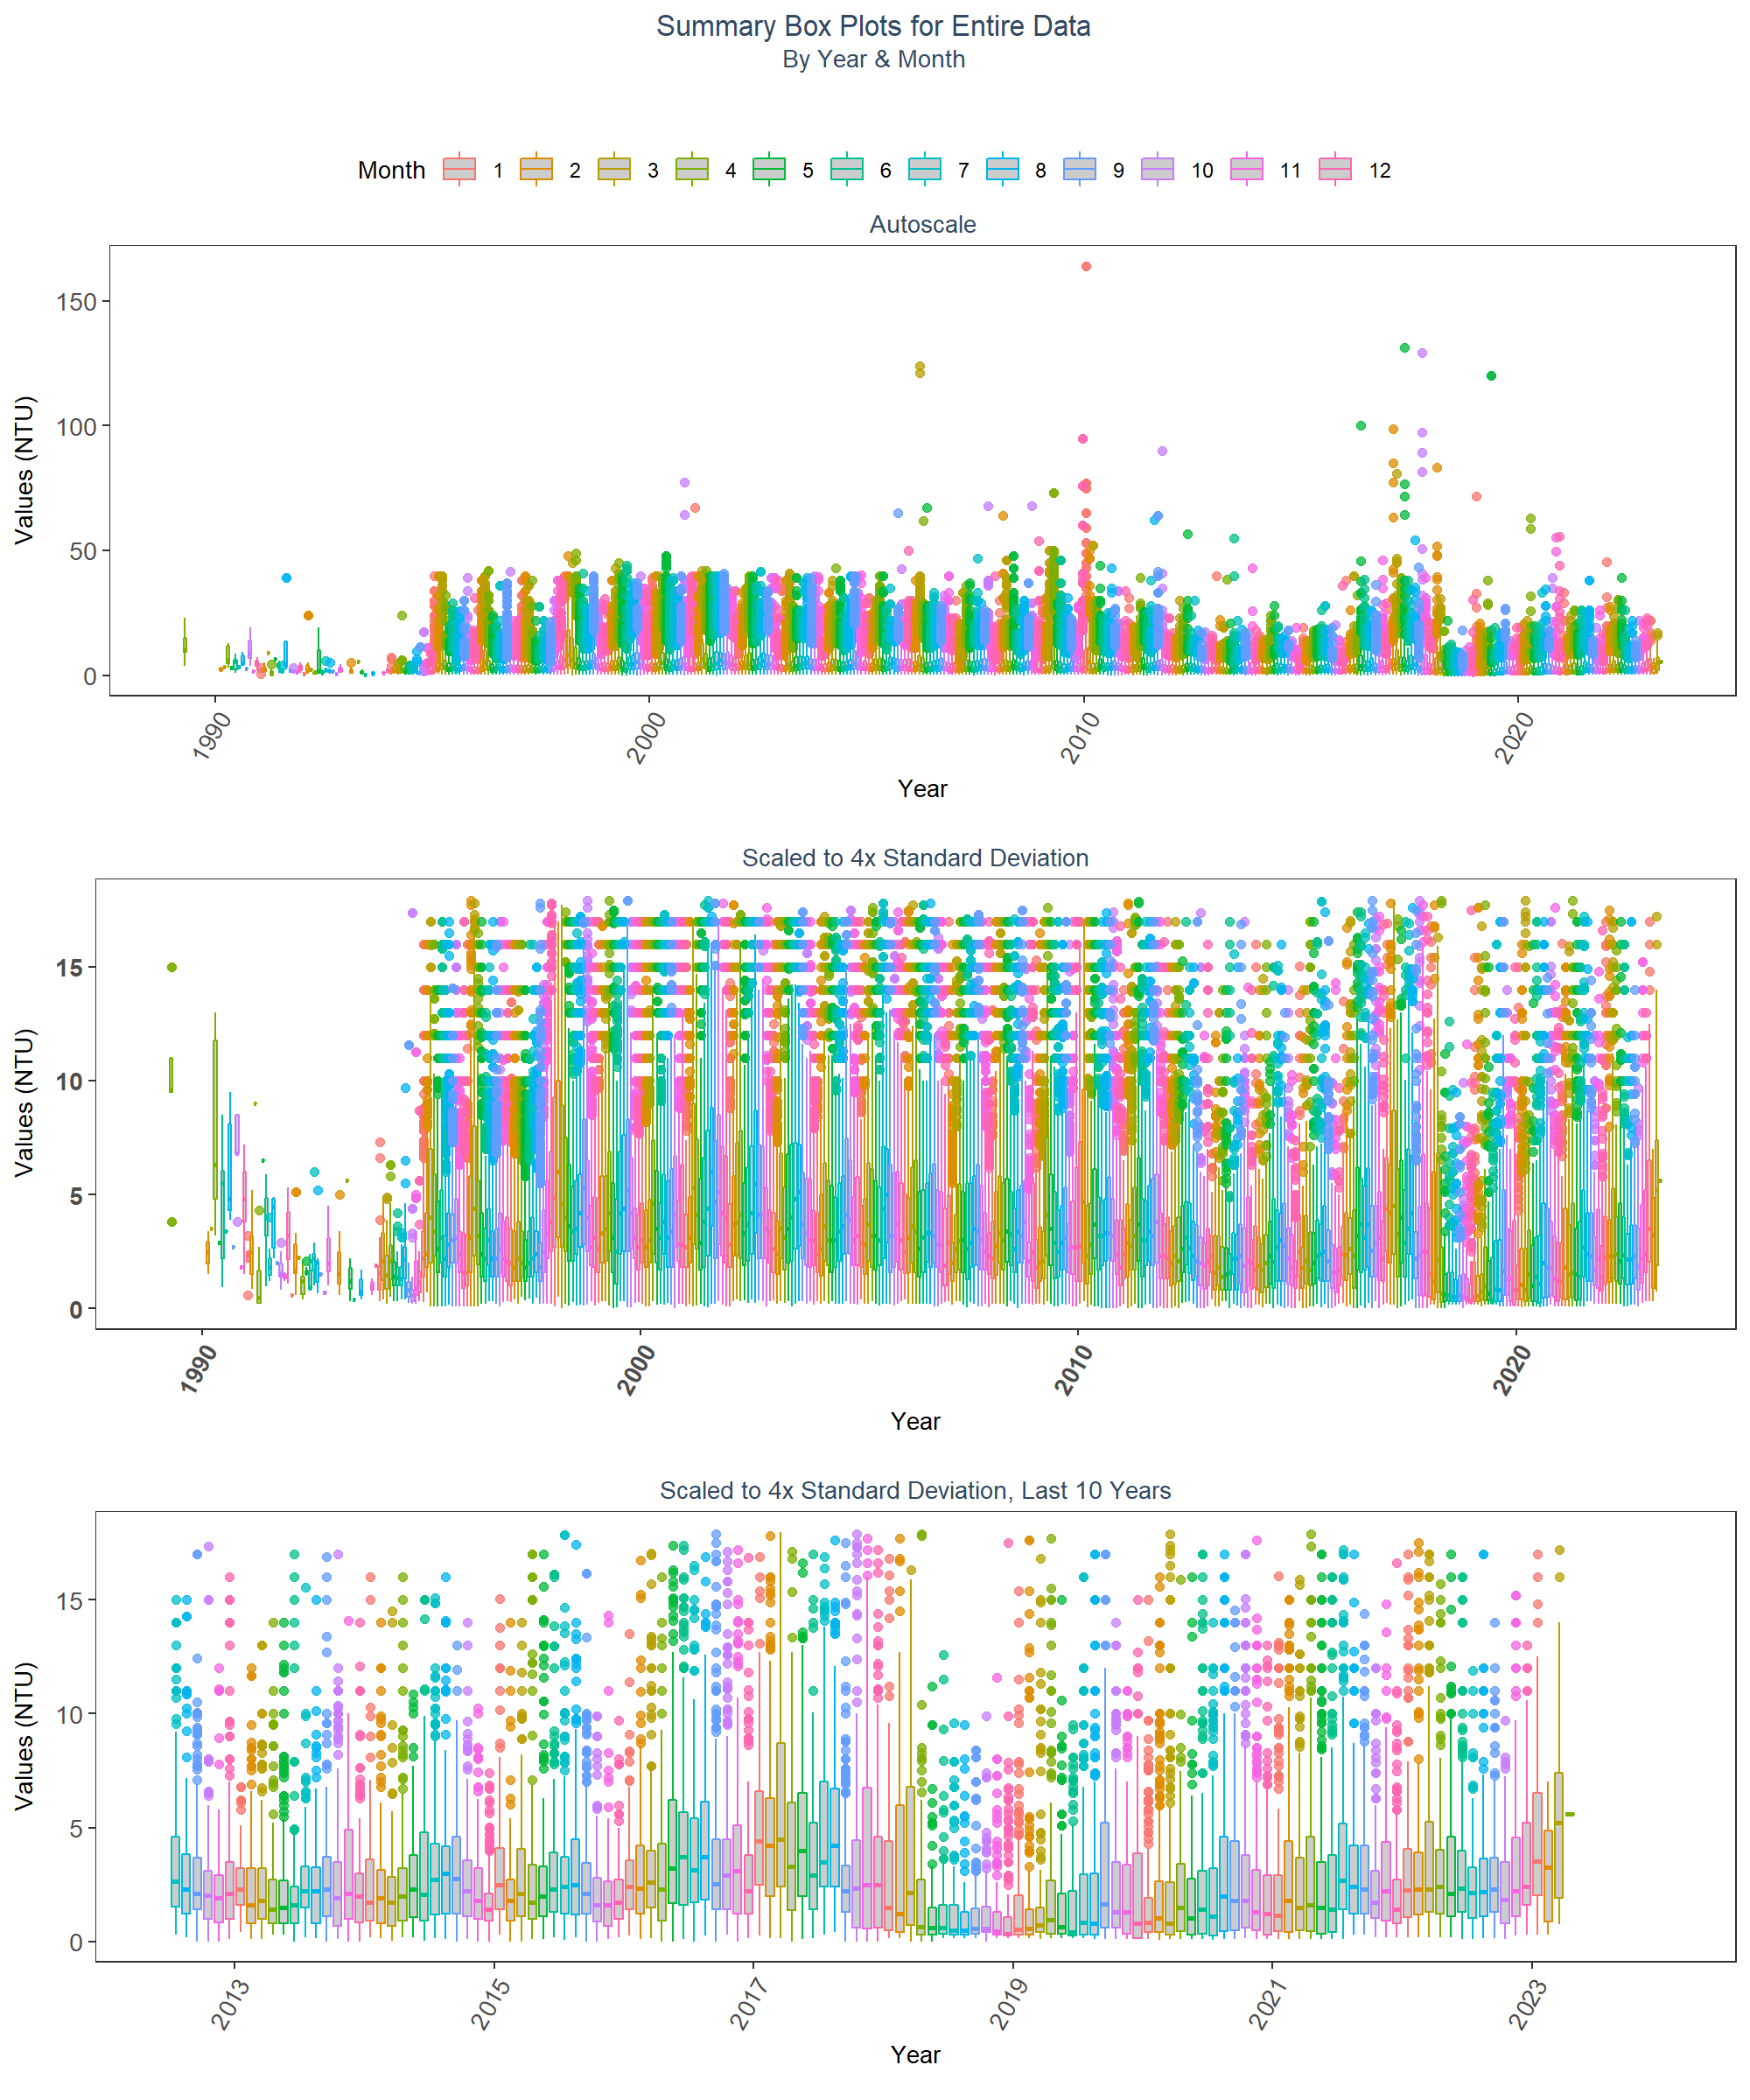 Summary Box Plots for Entire Data
By Year & Month
Month 1 2 3 4 5 6 7 8 9 10 11 12
Autoscale
Values (NTU)
150
100
50
0
1990 2000 2010 2020
Year
Scaled to 4x Standard Deviation
Values (NTU)
15
10
5
0
1990 2000 2010 2020
Year
Scaled to 4x Standard Deviation, Last 10 Years
Values (NTU)
15
10
5
0
2013 2015 2017 2019 2021 2023
Year